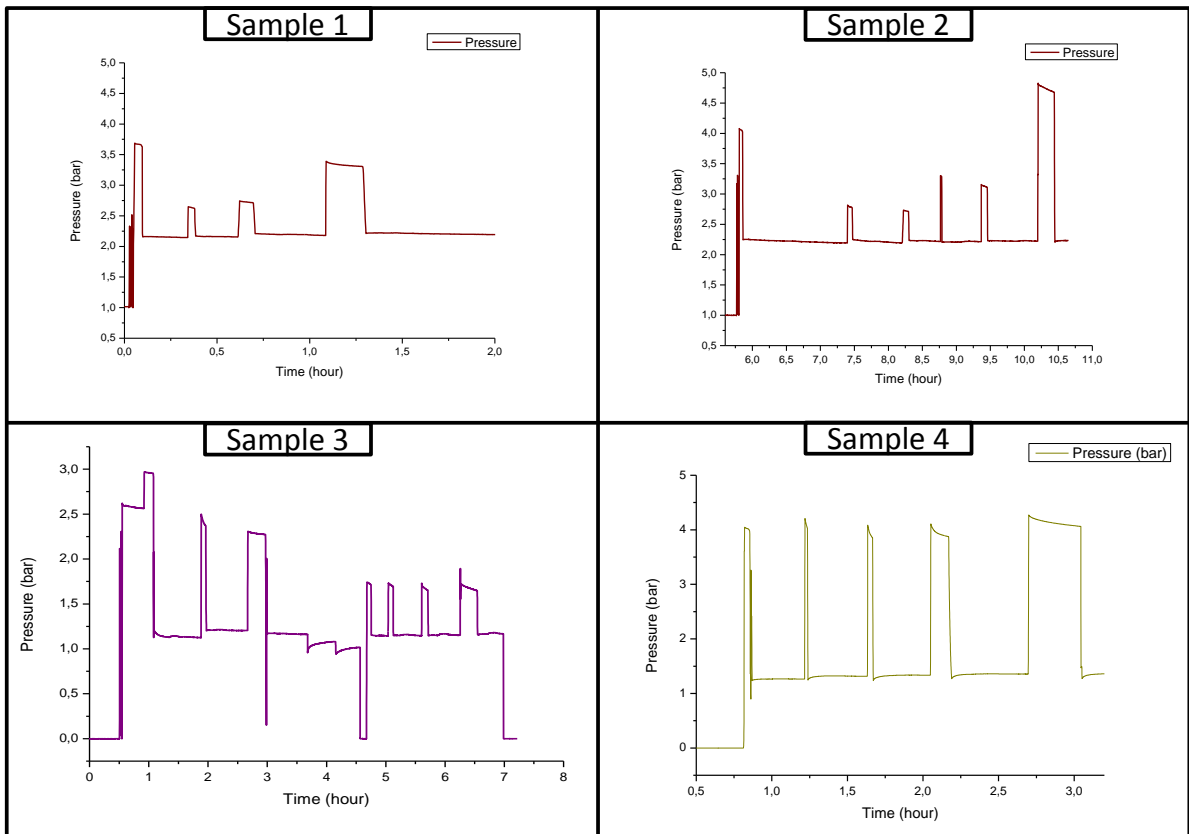 Sample 1
Pressure
5,0
4,5
4,0
3,5
3,0
2,5
2,0
1,5
1,0
0,5
Pressure (bar)
0,0 0,5 1,0 1,5 2,0
Time (hour)
Sample 2
Pressure
5,0
4,5
4,0
3,5
3,0
2,5
2,0
1,5
1,0
0,5
Pressure (bar)
6,0 6,5 7,0 7,5 8,0 8,5 9,0 9,5 10,0 10,5 11,0
Time (hour)
Sample 3
3,0
2,5
2,0
1,5
1,0
0,5
0,0
Pressure (bar)
0 1 2 3 4 5 6 7 8
Time (hour)
Sample 4
Pressure (bar)
5
4
3
2
1
0
Pressure (bar)
0,5 1,0 1,5 2,0 2,5 3,0
Time (hour)